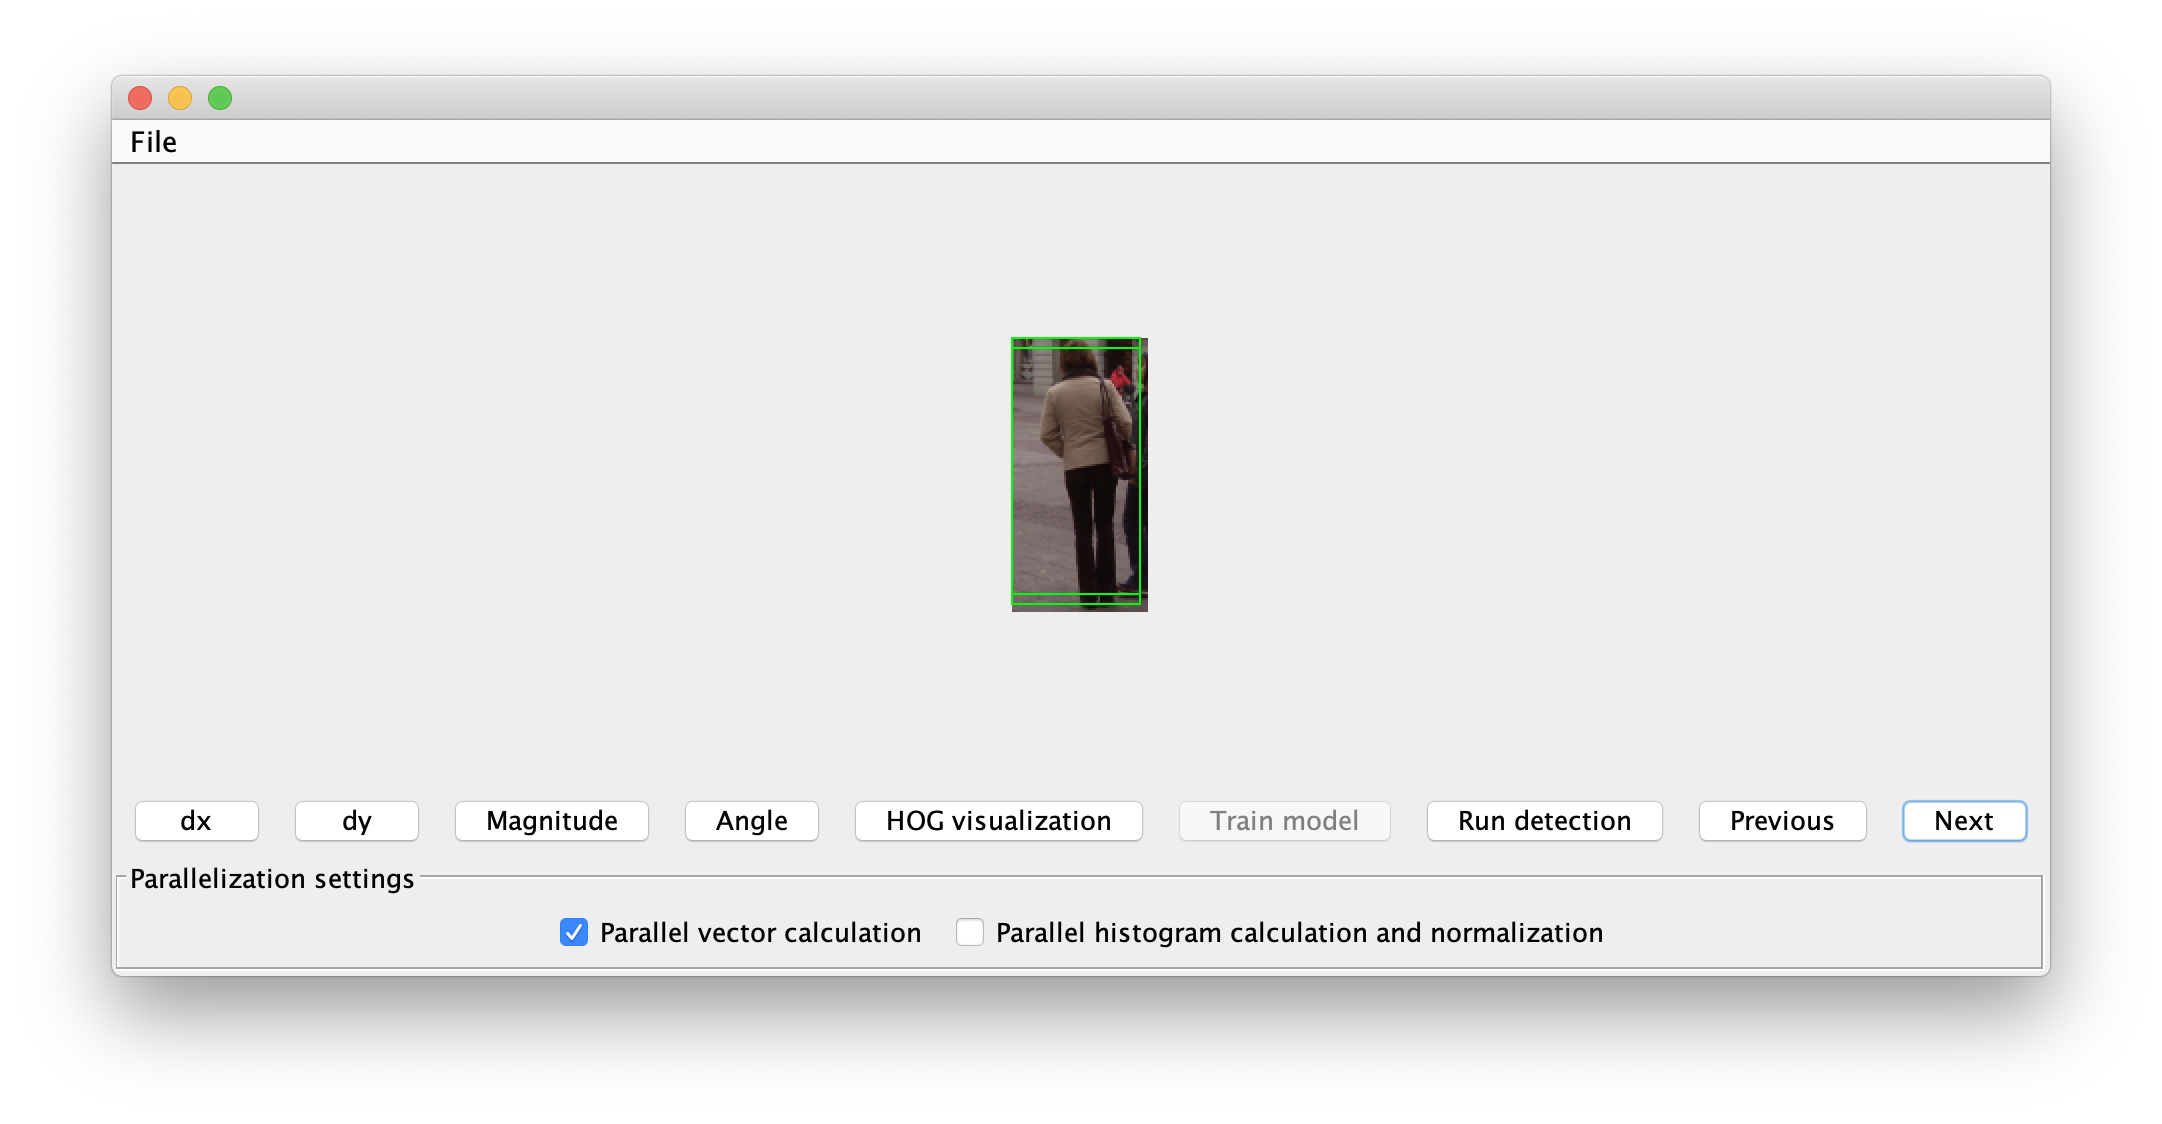 File
dx dy Magnitude Angle HOG visualization Train model Run detection Previous Next
Parallelization settings
Parallel vector calculation Parallel histogram calculation and normalization